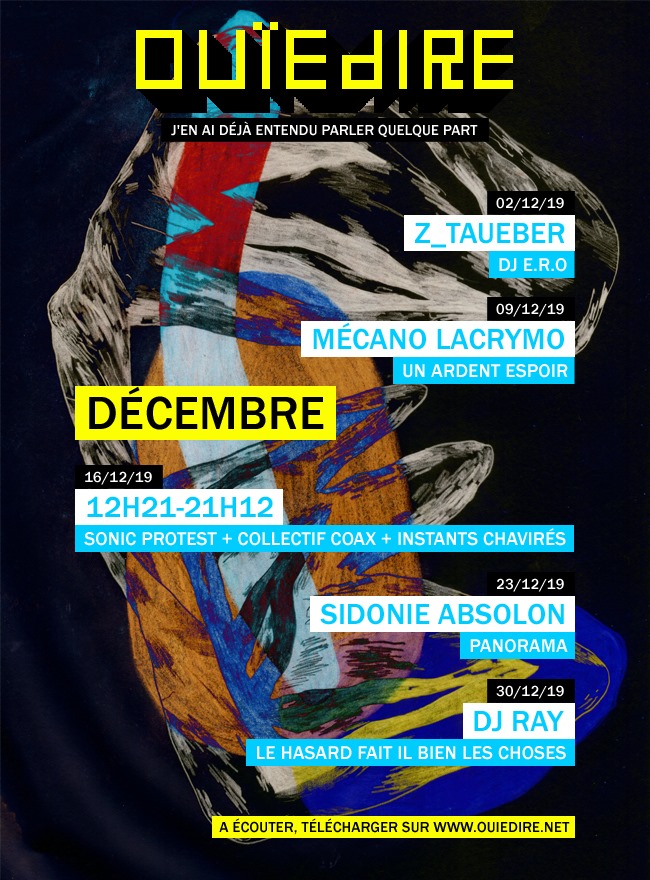 OUÏEDIRE
J'EN AI DÉJÀ ENTENDU PARLER QUELQUE PART
02/12/19
Z_TAUEBER
DJ E.R.O
09/12/19
MÉCANO LACRYMO
UN ARDENT ESPOIR
DÉCEMBRE
16/12/19
12H21-21H12
SONIC PROTEST + COLLECTIF COAX + INSTANTS CHAVIRÉS
23/12/19
SIDONIE ABSOLON
PANORAMA
30/12/19
DJ RAY
LE HASARD FAIT IL BIEN LES CHOSES
A ÉCOUTER, TÉLÉCHARGER SUR WWW.OUIEDIRE.NET